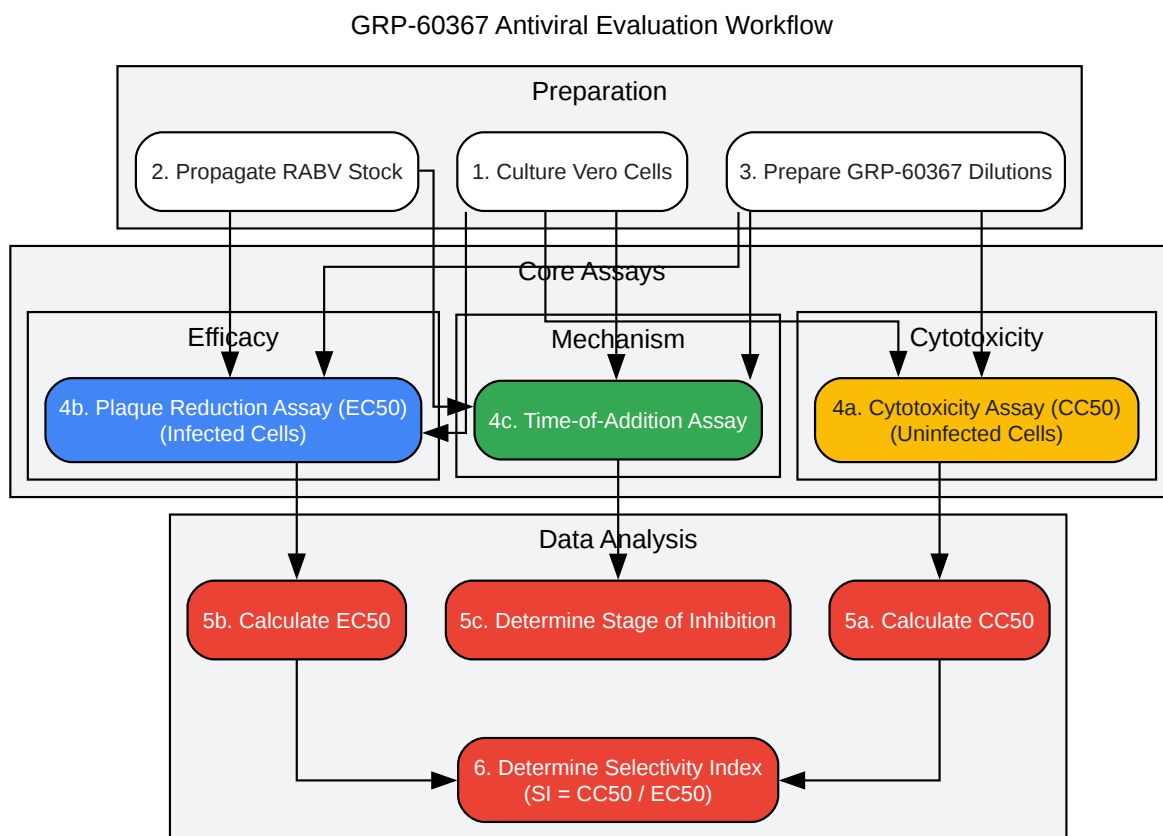 GRP-60367 Antiviral Evaluation Workflow
Preparation
2. Propagate RABV Stock
1. Culture Vero Cells
3. Prepare GRP-60367 Dilutions
Core Assays
Efficacy
Mechanism
Cytotoxicity
4b. Plaque Reduction Assay (EC50)
(Infected Cells)
4c. Time-of-Addition Assay
4a. Cytotoxicity Assay (CC50)
(Uninfected Cells)
Data Analysis
5b. Calculate EC50
5c. Determine Stage of Inhibition
5a. Calculate CC50
6. Determine Selectivity Index
(SI = CC50 / EC50)